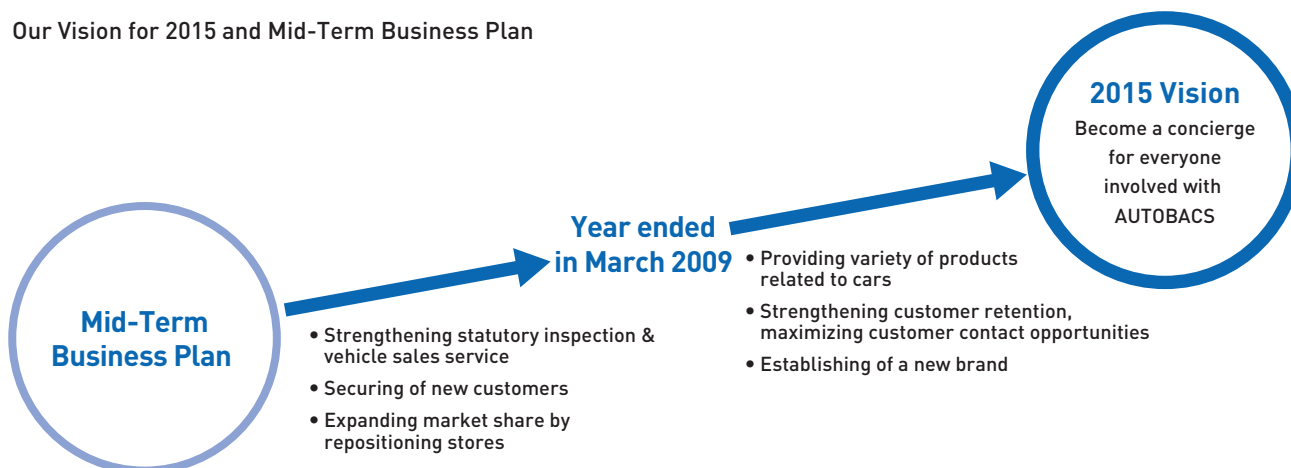 Our Vision for 2015 and Mid-Term Business Plan
2015 Vision
Become a concierge
for everyone
involved with
AUTOBACS
Year ended
in March 2009
• Providing variety of products
related to cars
• Strengthening customer retention,
maximizing customer contact opportunities
• Establishing of a new brand
Mid-Term
Business Plan
• Strengthening statutory inspection &
vehicle sales service
• Securing of new customers
• Expanding market share by
repositioning stores